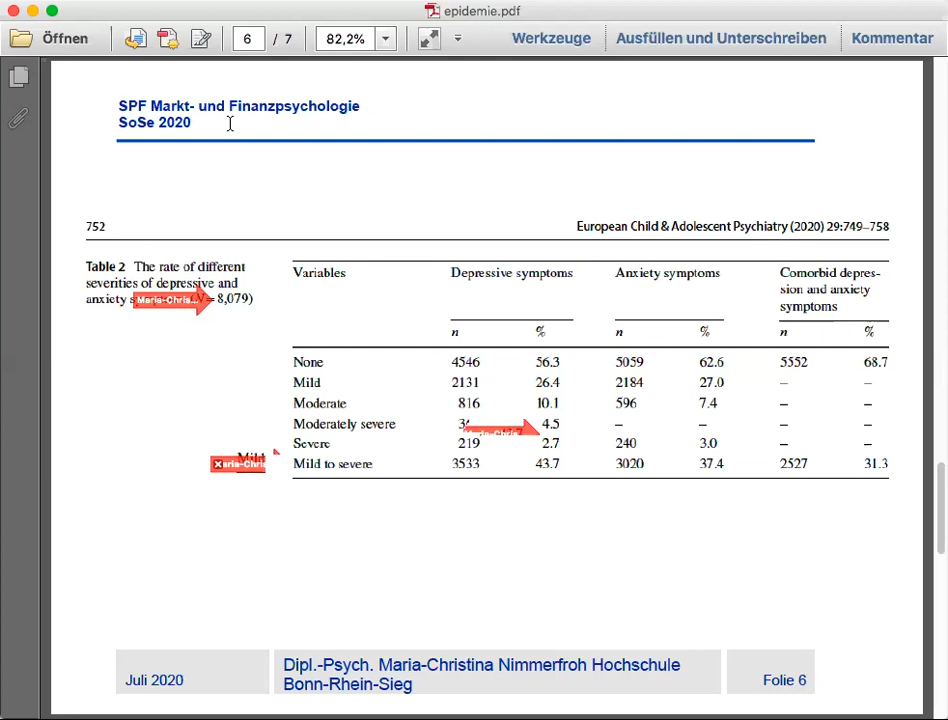 epidemie.pdf
Öffnen 6 / 7 82,2% Werkzeuge Ausfüllen und Unterschreiben Kommentar
SPF Markt- und Finanzpsychologie
SoSe 2020
752 European Child & Adolescent Psychiatry (2020) 29:749–758
Table 2 The rate of different
severities of depressive and
anxiety Maria-Chris... = 8,079)
Variables Depressive symptoms Anxiety symptoms Comorbid depres-
sion and anxiety
symptoms
n % n % n %
None 4546 56.3 5059 62.6 5552 68.7
Mild 2131 26.4 2184 27.0 – –
Moderate 816 10.1 596 7.4 – –
Moderately severe 4.5 – – – –
Severe 219 2.7 240 3.0 – –
Mild to severe 3533 43.7 3020 37.4 2527 31.3
Juli 2020
Dipl.-Psych. Maria-Christina Nimmerfroh Hochschule
Bonn-Rhein-Sieg
Folie 6